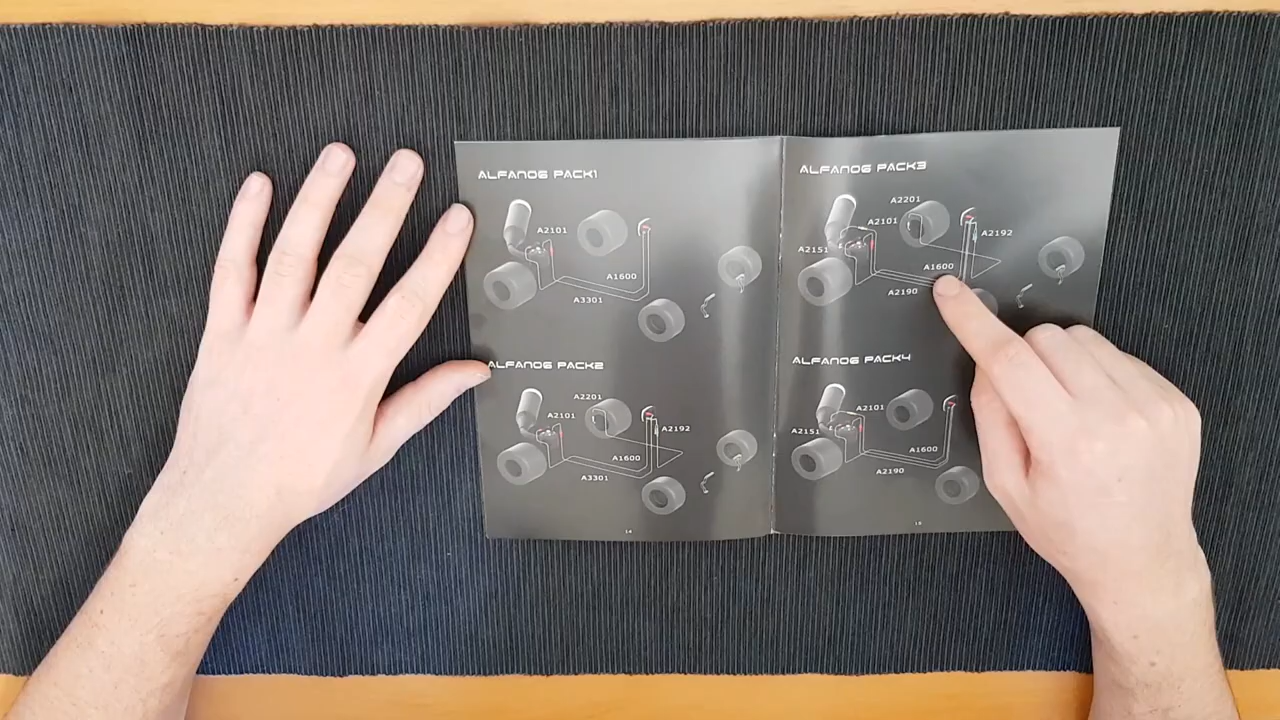 ALFANO6 PACK1
A2101
A1600
A3301
ALFANO6 PACK2
A2201
A2101
A2192
A1600
A3301
14
ALFANO6 PACK3
A2201
A2101
A2192
A2151
A1600
A2190
ALFANO6 PACK4
A2101
A2151
A1600
A2190